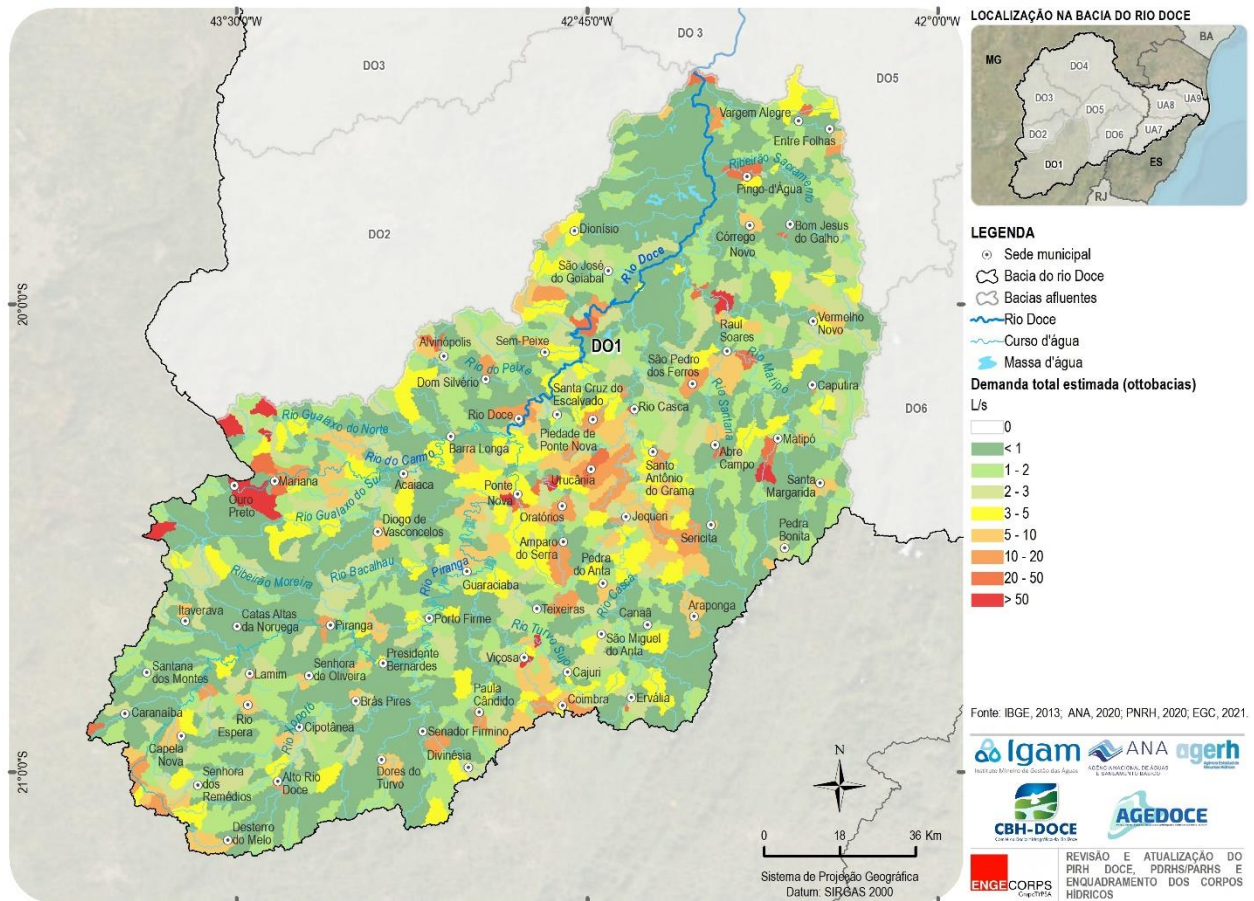 43°30'0"W
42°45'0"W
42°0'0"W
20°0'0"S
21°0'0"S
DO 3
DO3
DO5
DO2
DO6
DO1
Vargem Alegre
Entre Folhas
Ribeirão Sacramento
Pingo-d'Água
Dionísio
Córrego
Novo
Bom Jesus
do Galho
São José
do Goiabal
Rio Doce
Raul
Soares
Vermelho
Novo
Alvinópolis
Sem-Peixe
Rio do Peixe
Dom Silvério
São Pedro
dos Ferros
Rio Matipó
Santa Cruz do
Escalvado
Caputira
Rio Doce
Rio Casca
Rio Santana
Rio Gualaxo do Norte
Piedade de
Ponte Nova
Barra Longa
Matipó
Abre
Campo
Rio do Carmo
Mariana
Acaiaca
Santo
Antônio
do Grama
Santa
Margarida
Ouro
Preto
Rio Gualaxo do Sul
Ponte
Nova
Urucânia
Oratórios
Jequeri
Diogo de
Vasconcelos
Sericita
Pedra
Bonita
Amparo
do Serra
Pedra
do Anta
Ribeirão Moreira
Rio Bacalhau
Rio Piranga
Guaraciaba
Rio Casca
Itaverava
Catas Altas
da Noruega
Piranga
Porto Firme
Teixeiras
Canaã
Araponga
Rio Turvo Sujo
São Miguel
do Anta
Viçosa
Santana
dos Montes
Lamim
Senhora
de Oliveira
Presidente
Bernardes
Cajuri
Paula
Cândido
Coimbra
Ervália
Caranaíba
Rio
Espera
Brás Pires
Rio Xopotó
Cipotânea
Senador Firmino
Capela
Nova
Divinésia
Senhora
dos
Remédios
Alto Rio
Doce
Dores do
Turvo
Desterro
do Melo
N
0 18 36 Km
Sistema de Projeção Geográfica
Datum: SIRGAS 2000
LOCALIZAÇÃO NA BACIA DO RIO DOCE
BA
MG
DO4
DO3
DO5
UA8
UA9
DO2
DO6
UA7
DO1
ES
RJ
LEGENDA
Sede municipal
Bacia do rio Doce
Bacias afluentes
Rio Doce
Curso d'água
Massa d'água
Demanda total estimada (ottobacias)
L/s
0
< 1
1 - 2
2 - 3
3 - 5
5 - 10
10 - 20
20 - 50
> 50
Fonte: IBGE, 2013; ANA, 2020; PNRH, 2020; EGC, 2021.
Igam
Instituto Mineiro de Gestão das Águas
ANA
AGÊNCIA NACIONAL DE ÁGUAS
E SANEAMENTO BÁSICO
agerh
CBH-DOCE
AGEDOCE
ENGECORPS
REVISÃO E ATUALIZAÇÃO DO
PIRH DOCE, PDRHS/PARHS E
ENQUADRAMENTO DOS CORPOS
HÍDRICOS